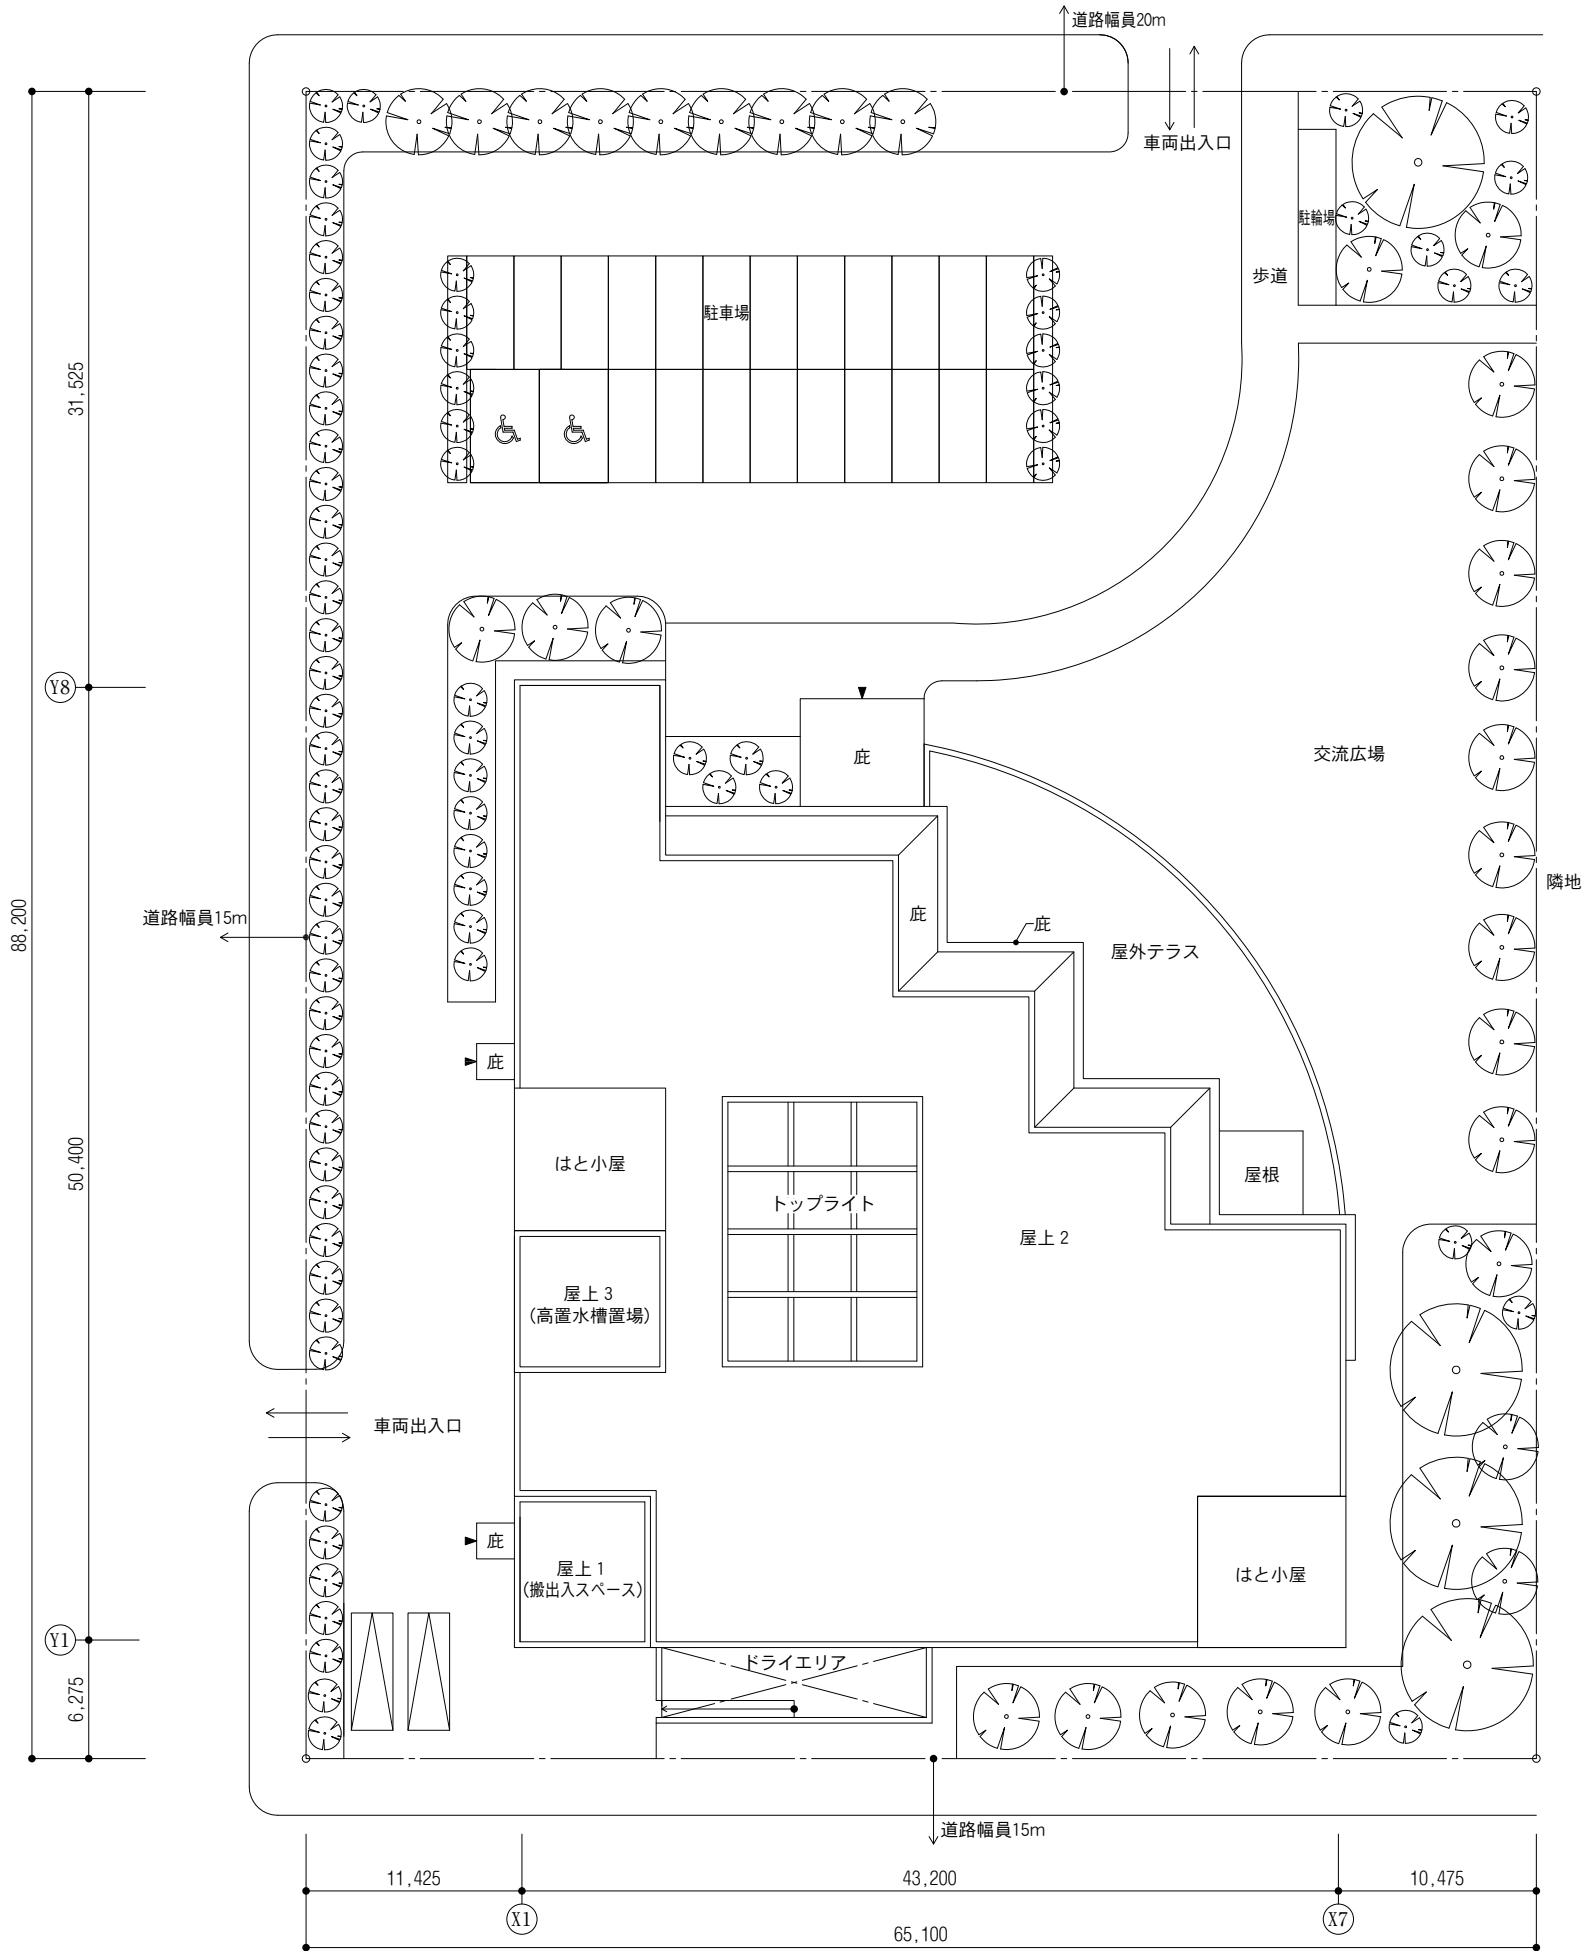 道路幅員20m
車両出入口
駐輪場
歩道
駐車場
31,525
Y8
庇
交流広場
隣地
88,200
道路幅員15m
庇
庇
屋外テラス
庇
50,400
はと小屋
トップライト
屋根
屋上2
屋上3
(高置水槽置場)
車両出入口
庇
屋上1
(搬出入スペース)
はと小屋
Y1
ドライエリア
6,275
道路幅員15m
11,425
43,200
10,475
X1
X7
65,100